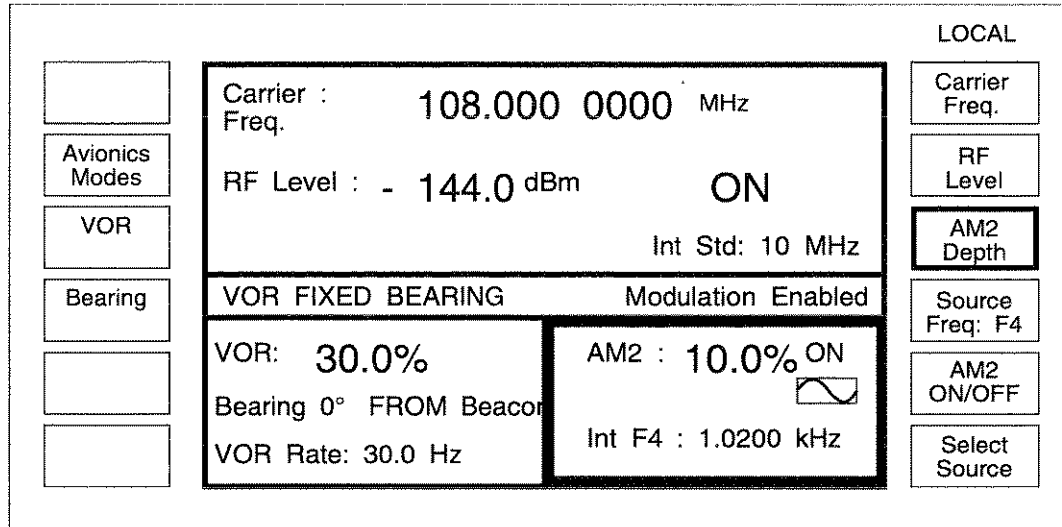 LOCAL
Avionics
Modes
VOR
Bearing
Carrier :
Freq.
108.000 0000 MHz
RF Level : - 144.0 dBm ON
Int Std: 10 MHz
VOR FIXED BEARING Modulation Enabled
VOR: 30.0%
Bearing 0° FROM Beacon
VOR Rate: 30.0 Hz
AM2 : 10.0% ON
Int F4 : 1.0200 kHz
Carrier
Freq.
RF
Level
AM2
Depth
Source
Freq: F4
AM2
ON/OFF
Select
Source